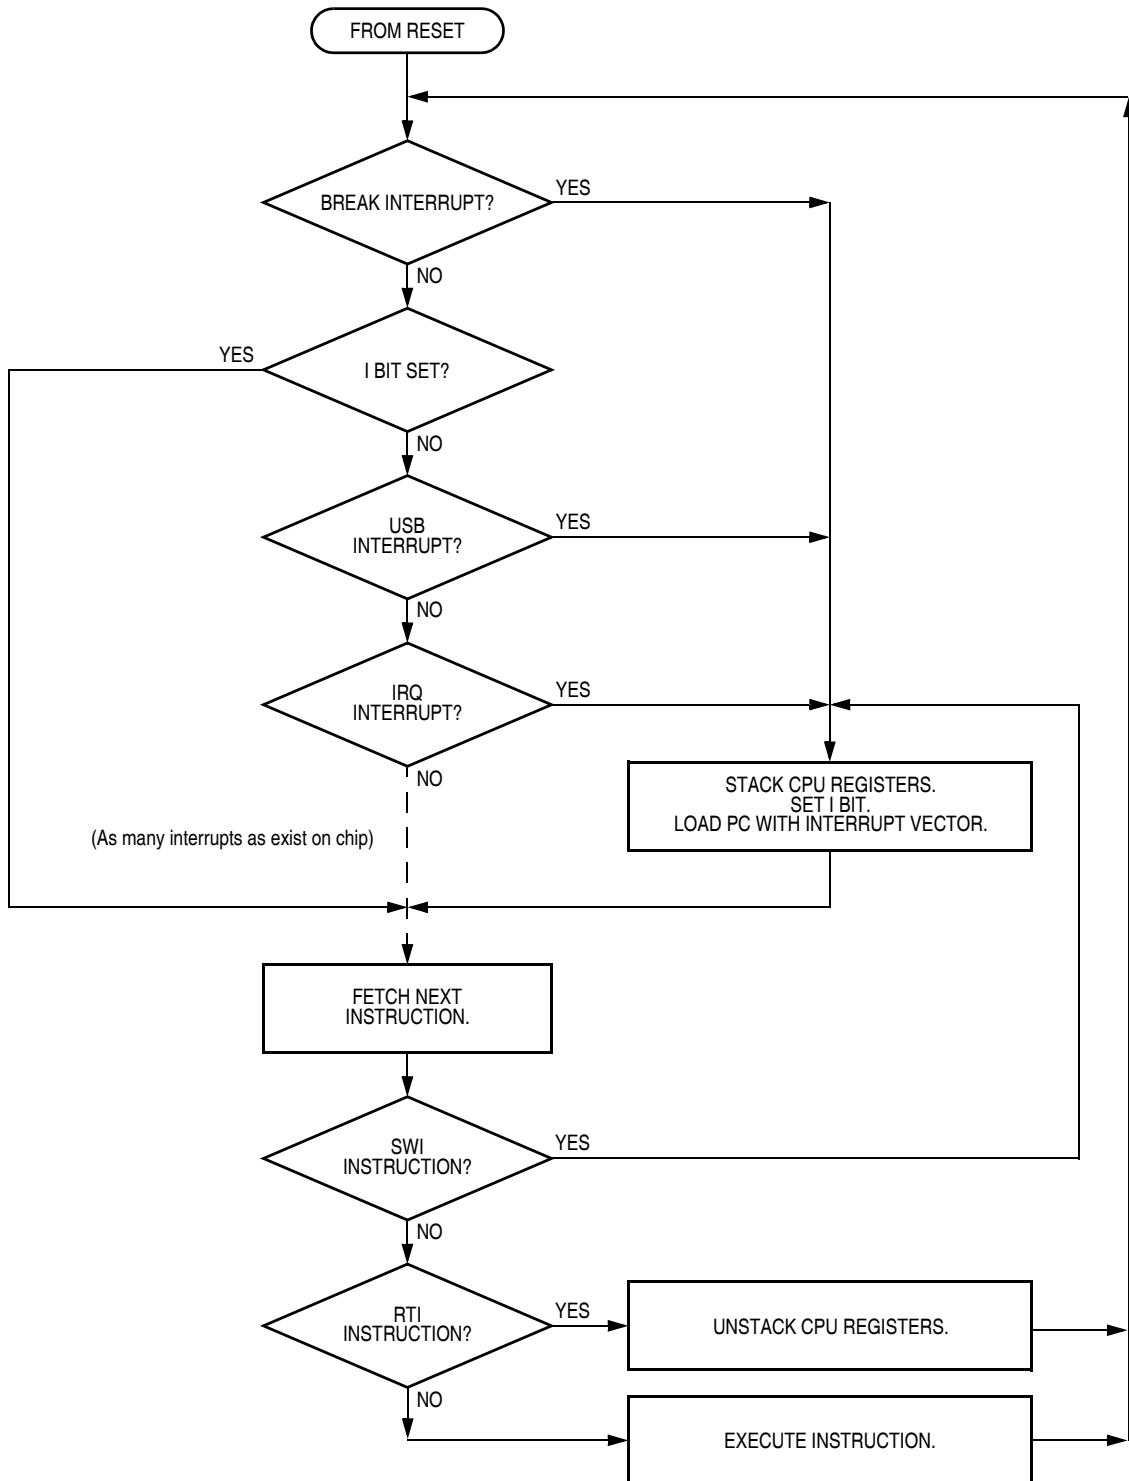 FROM RESET
BREAK INTERRUPT?
YES
NO
YES
I BIT SET?
NO
USB
INTERRUPT?
YES
NO
IRQ
INTERRUPT?
YES
NO
STACK CPU REGISTERS.
SET I BIT.
LOAD PC WITH INTERRUPT VECTOR.
(As many interrupts as exist on chip)
FETCH NEXT
INSTRUCTION.
SWI
INSTRUCTION?
YES
NO
RTI
INSTRUCTION?
YES
UNSTACK CPU REGISTERS.
NO
EXECUTE INSTRUCTION.